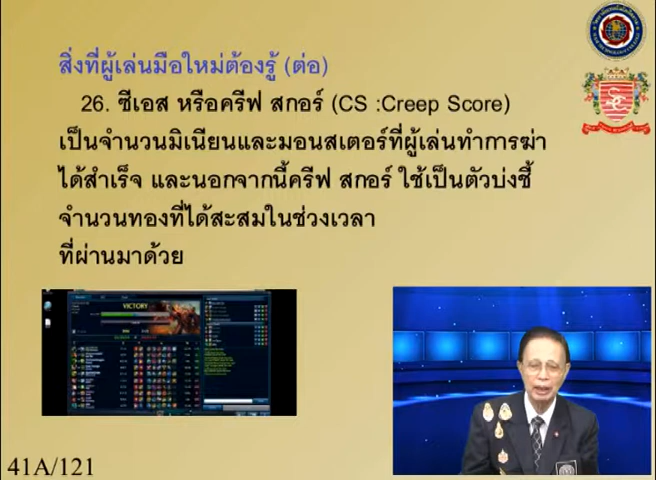 สิ่งที่ผู้เล่นมือใหม่ต้องรู้ (ต่อ)
26. ซีเอส หรือครีฟ สกอร์ (CS :Creep Score)
เป็นจำนวนมิเนียนและมอนสเตอร์ที่ผู้เล่นทำการฆ่า
ได้สำเร็จ และนอกจากนี้ครีฟ สกอร์ ใช้เป็นตัวบ่งชี้
จำนวนทองที่ได้สะสมในช่วงเวลา
ที่ผ่านมาด้วย
VICTORY
41A/121